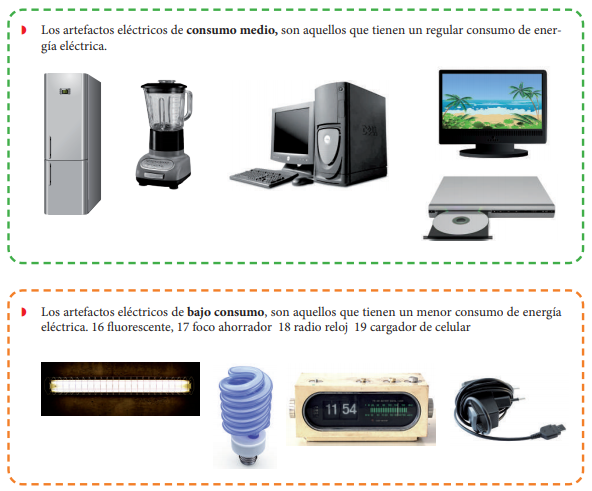 Los artefactos eléctricos de consumo medio, son aquellos que tienen un regular consumo de ener-
gía eléctrica.
Los artefactos eléctricos de bajo consumo, son aquellos que tienen un menor consumo de energía
eléctrica. 16 fluorescente, 17 foco ahorrador 18 radio reloj 19 cargador de celular
11 54